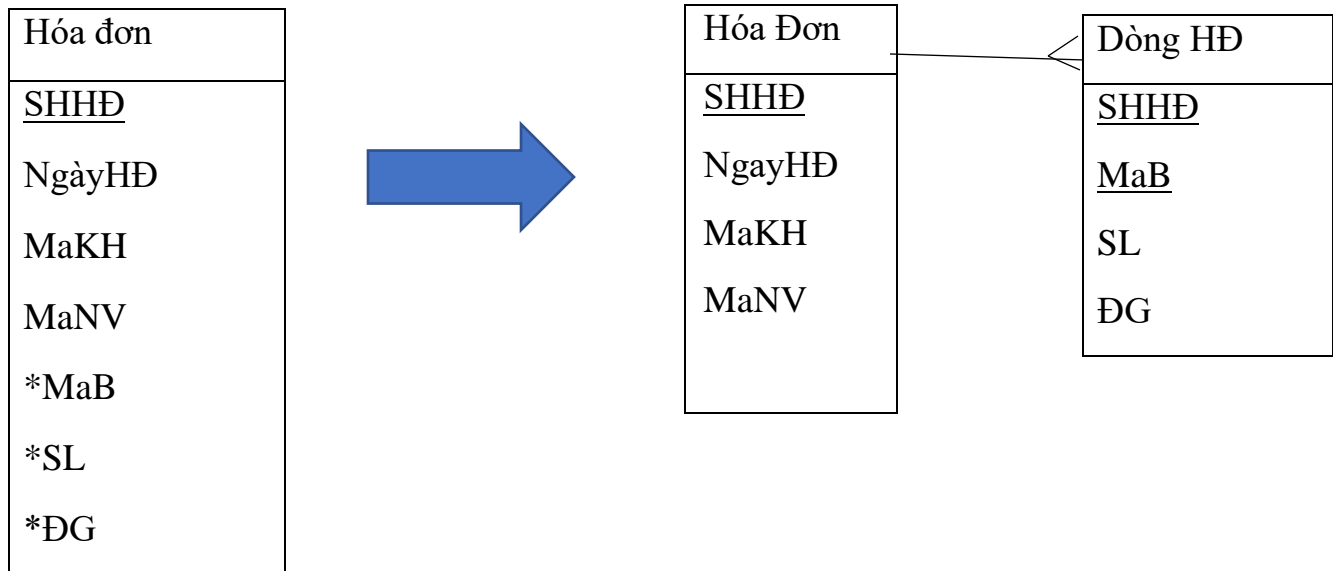 Hóa đơn
SHHĐ
NgàyHĐ
MaKH
MaNV
*MaB
*SL
*ĐG
Hóa Đơn
SHHĐ
NgayHĐ
MaKH
MaNV
Dòng HĐ
SHHĐ
MaB
SL
ĐG